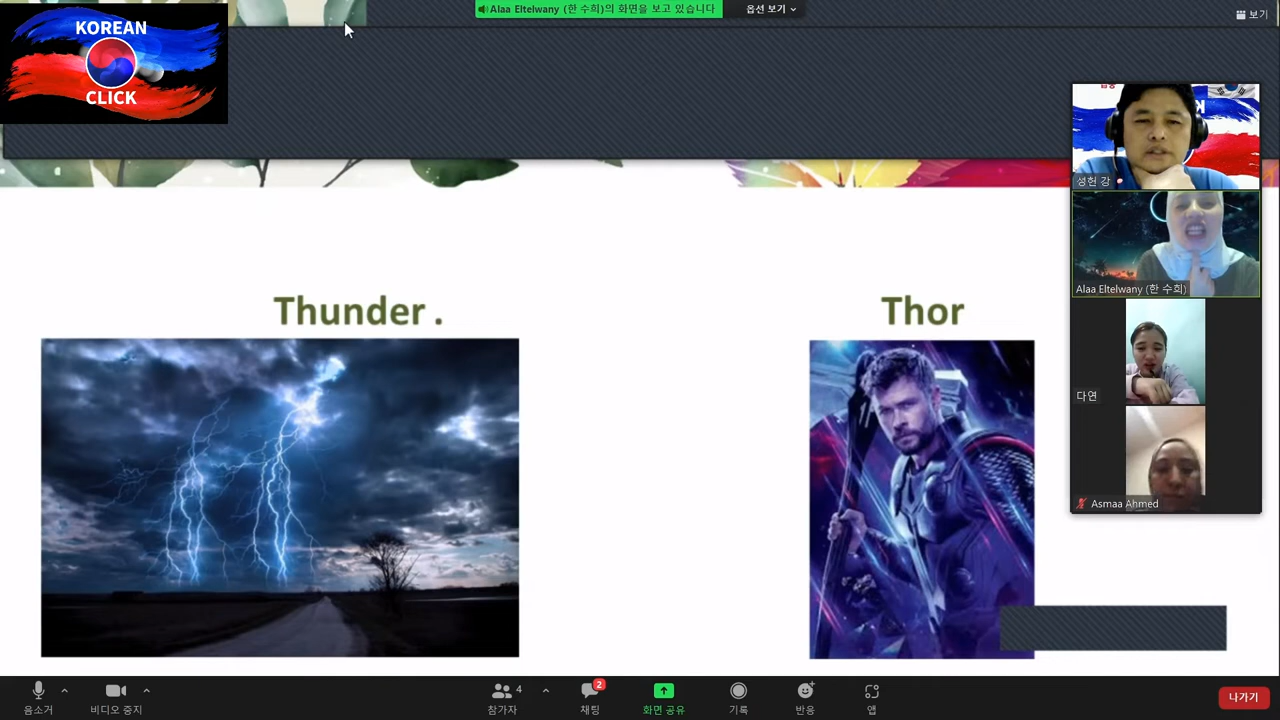 KOREAN
CLICK
Alaa Eltelwany (한 수희)의 화면을 보고 있습니다
옵션 보기
보기
성헌 강
Alaa Eltelwany (한 수희)
다연
Asmaa Ahmed
Thunder .
Thor
음소거
비디오 중지
4
참가자
2
채팅
화면 공유
기록
반응
앱
나가기